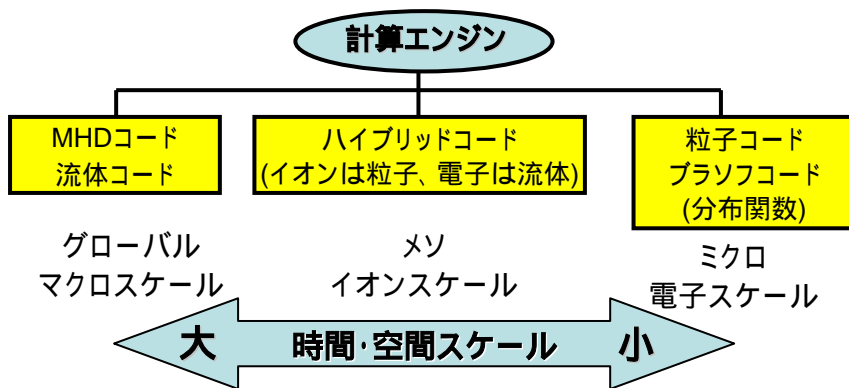 計算エンジン
MHDコード
流体コード
ハイブリッドコード
(イオンは粒子、電子は流体)
粒子コード
ブラソフコード
(分布関数)
グローバル
マクロスケール
メソ
イオンスケール
ミクロ
電子スケール
大 時間・空間スケール 小